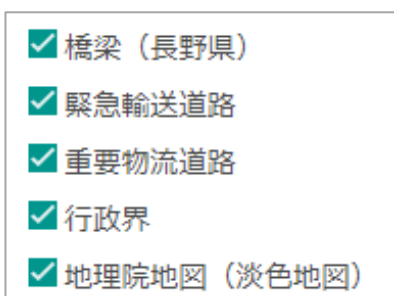 橋梁（長野県）
緊急輸送道路
重要物流道路
行政界
地理院地図（淡色地図）